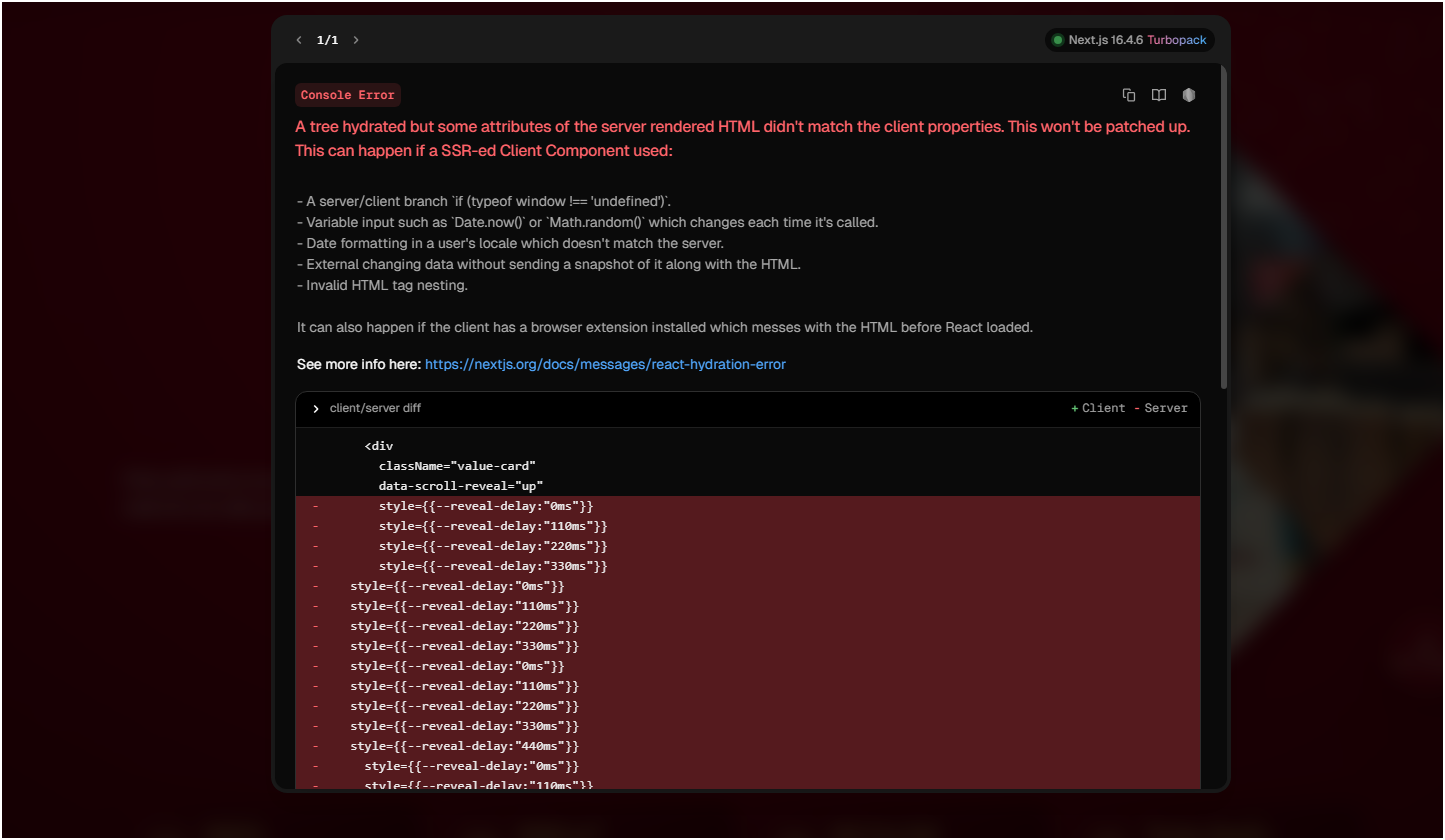 1/1
Next.js 16.4.6 Turbopack
Console Error
A tree hydrated but some attributes of the server rendered HTML didn't match the client properties. This won't be patched up.
This can happen if a SSR-ed Client Component used:
- A server/client branch `if (typeof window !== 'undefined')`.
- Variable input such as `Date.now()` or `Math.random()` which changes each time it's called.
- Date formatting in a user's locale which doesn't match the server.
- External changing data without sending a snapshot of it along with the HTML.
- Invalid HTML tag nesting.
It can also happen if the client has a browser extension installed which messes with the HTML before React loaded.
See more info here: https://nextjs.org/docs/messages/react-hydration-error
client/server diff + Client - Server
<div
className="value-card"
data-scroll-reveal="up"
- style={{--reveal-delay:"0ms"}}
- style={{--reveal-delay:"110ms"}}
- style={{--reveal-delay:"220ms"}}
- style={{--reveal-delay:"330ms"}}
- style={{--reveal-delay:"0ms"}}
- style={{--reveal-delay:"110ms"}}
- style={{--reveal-delay:"220ms"}}
- style={{--reveal-delay:"330ms"}}
- style={{--reveal-delay:"0ms"}}
- style={{--reveal-delay:"110ms"}}
- style={{--reveal-delay:"220ms"}}
- style={{--reveal-delay:"330ms"}}
- style={{--reveal-delay:"440ms"}}
- style={{--reveal-delay:"0ms"}}
- style={{--reveal-delay:"110ms"}}